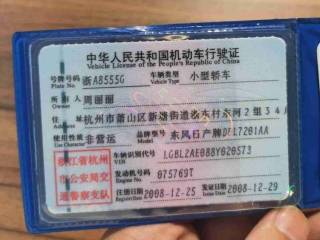 中华人民共和国机动车行驶证
Vehicle License of the People's Republic of China
号牌号码 浙A8555G 车辆类型 小型轿车
Plate No. Vehicle Type
所有人 周丽丽
Owner
住址 杭州市萧山区新塘街道涝东村东河2组34
Address
使用性质 非营运 品牌型号 东风日产牌DFL7201AA
Use Character Model
浙江省杭州
市公安局交
通警察支队
车辆识别代号 LGBL2AE088Y020573
VIN
发动机号码 075769T
Engine No.
注册日期 2008-12-25 发证日期 2008-12-29
Register Date Issue Date